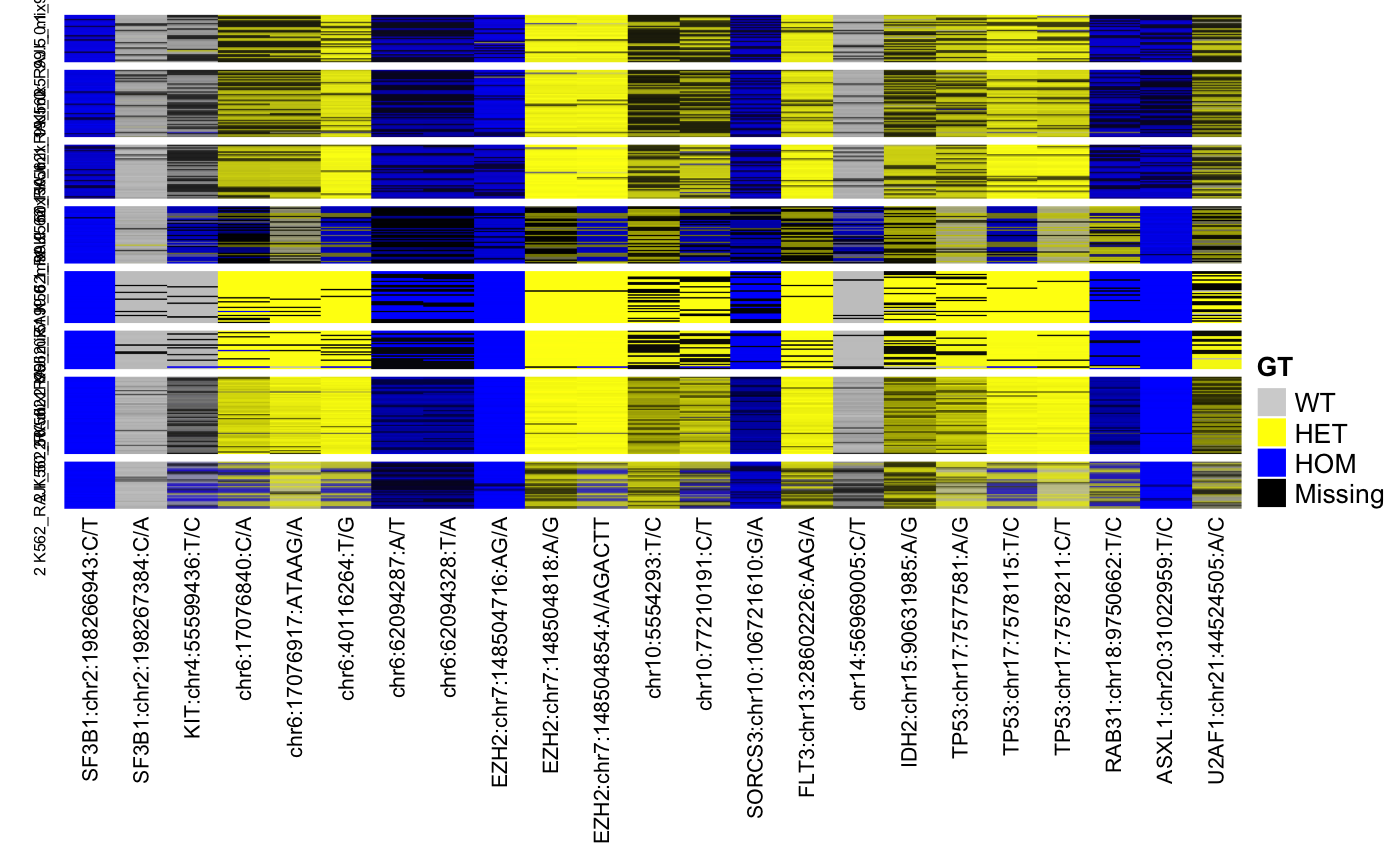 GT
WT
HET
HOM
Missing
SF3B1:chr2:198266943:C/T
SF3B1:chr2:198267384:C/A
KIT:chr4:55599436:T/C
chr6:17076840:C/A
chr6:17076917:ATAAG/A
chr6:40116264:T/G
chr6:62094287:A/T
chr6:62094328:T/A
EZH2:chr7:148504716:AG/A
EZH2:chr7:148504818:A/G
EZH2:chr7:148504854:A/AGACTT
chr10:5554293:T/C
chr10:77210191:C/T
SORCS3:chr10:106721610:G/A
FLT3:chr13:28602226:AAG/A
chr14:56969005:C/T
IDH2:chr15:90631985:A/G
TP53:chr17:7577581:A/G
TP53:chr17:7578115:T/C
TP53:chr17:7578211:C/T
RAB31:chr18:9750662:T/C
ASXL1:chr20:31022959:T/C
U2AF1:chr21:44524505:A/C